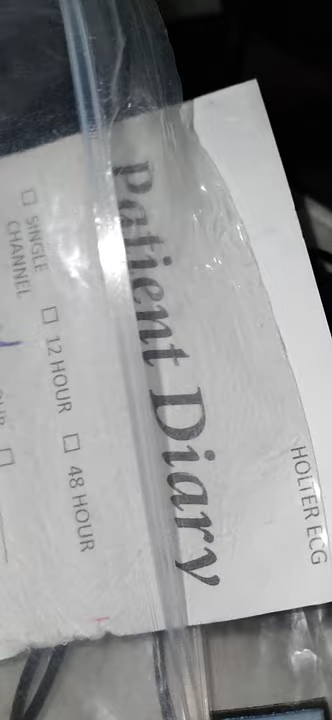 HOLTER ECG
Patient Diary
☐ 12 HOUR ☐ 48 HOUR
☐ SINGLE
CHANNEL